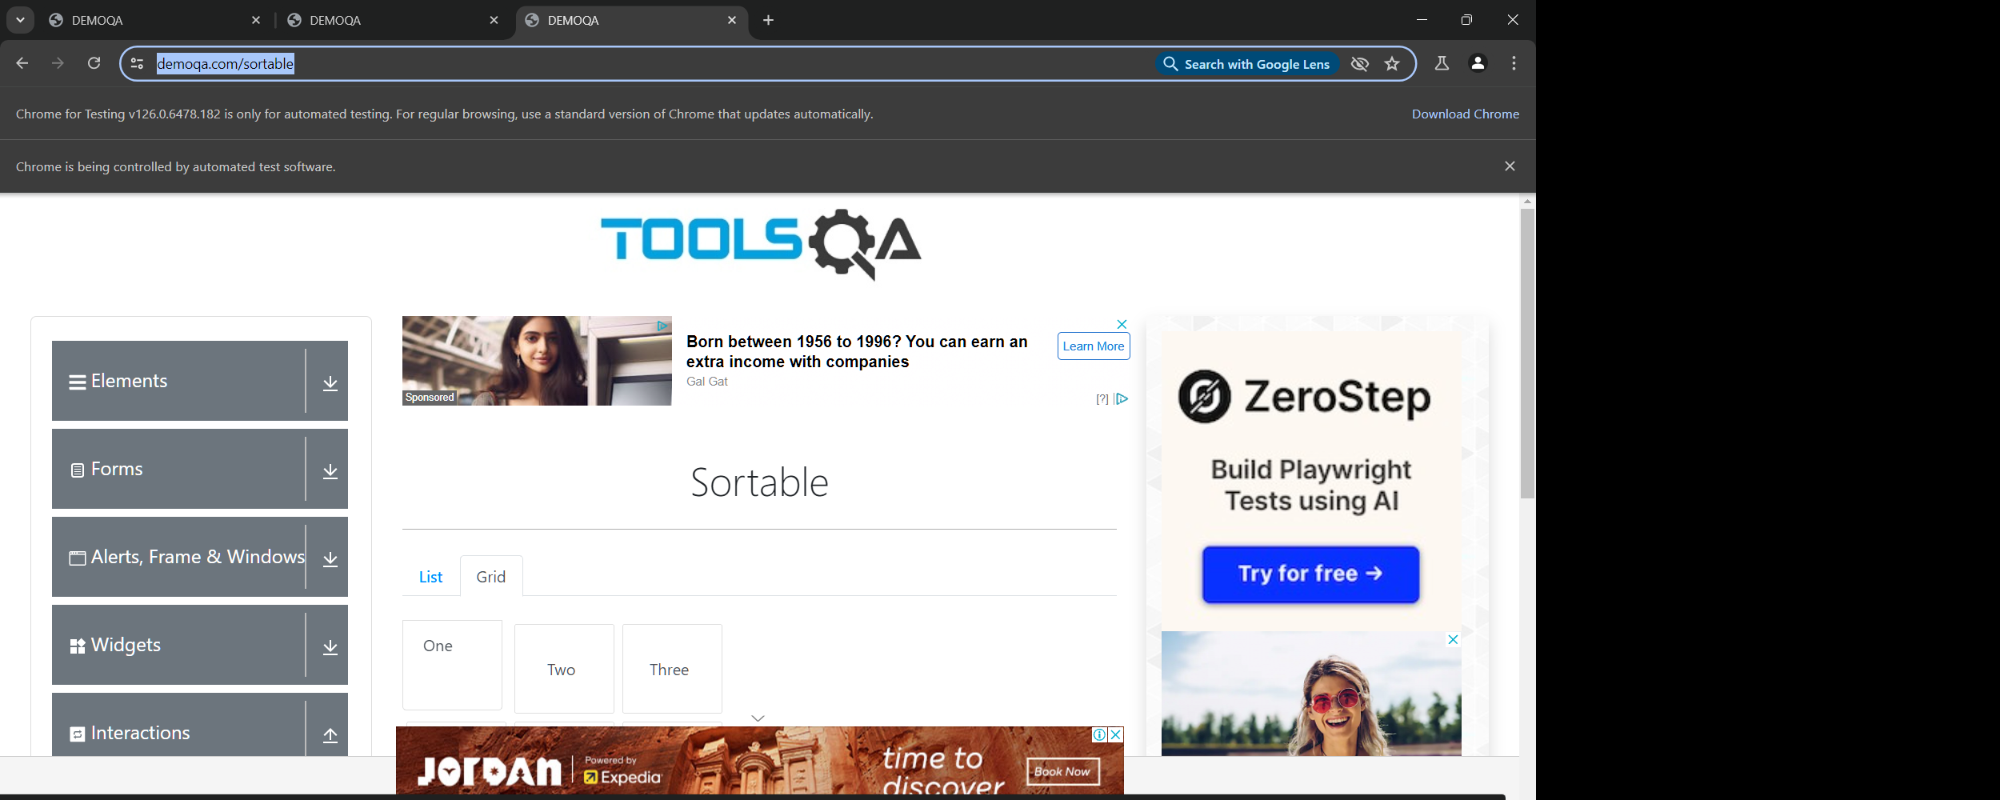 DEMOQA
DEMOQA
DEMOQA
demoqa.com/sortable
Search with Google Lens
Chrome for Testing v126.0.6478.182 is only for automated testing. For regular browsing, use a standard version of Chrome that updates automatically.
Download Chrome
Chrome is being controlled by automated test software.
TOOLSQA
Elements
Forms
Alerts, Frame & Windows
Widgets
Interactions
Sponsored
Born between 1956 to 1996? You can earn an
extra income with companies
Gal Gat
Learn More
[?]
Sortable
List
Grid
One
Two
Three
ZeroStep
Build Playwright
Tests using AI
Try for free →
JORDAN
Powered by
Expedia
time to
discover
Book Now